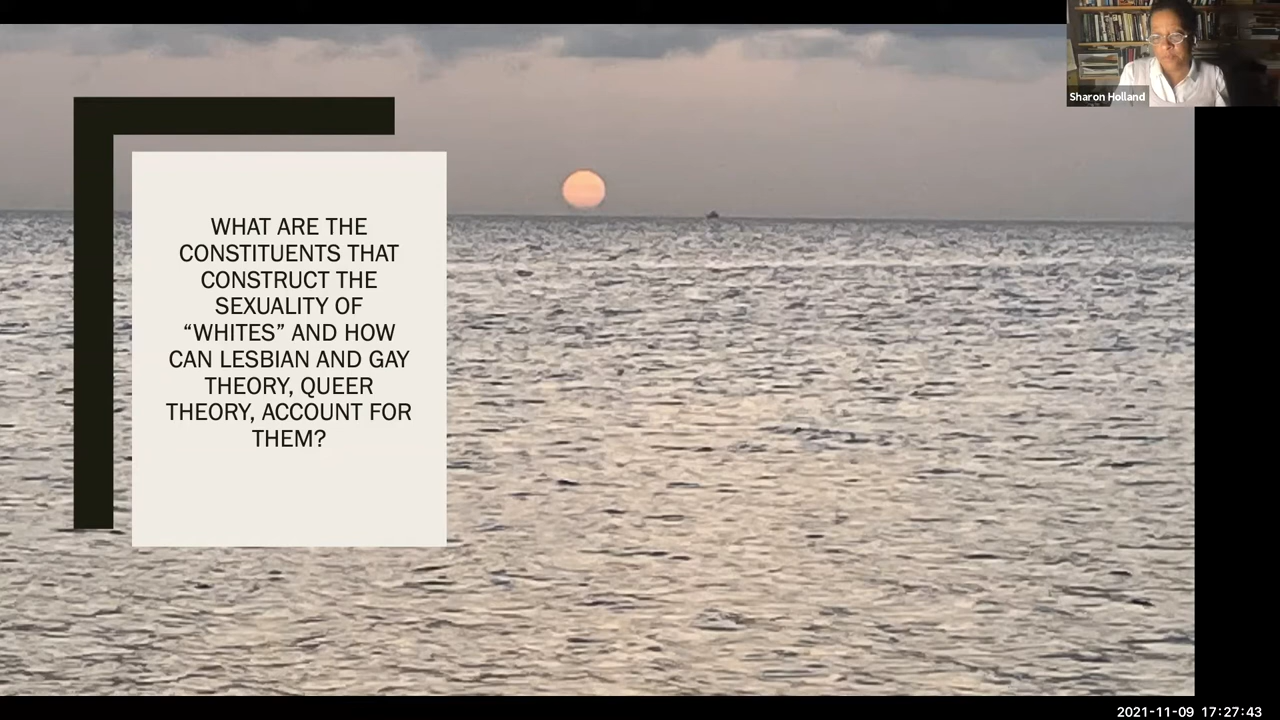 Sharon Holland
WHAT ARE THE
CONSTITUENTS THAT
CONSTRUCT THE
SEXUALITY OF
“WHITES” AND HOW
CAN LESBIAN AND GAY
THEORY, QUEER
THEORY, ACCOUNT FOR
THEM?
2021-11-09 17:27:43